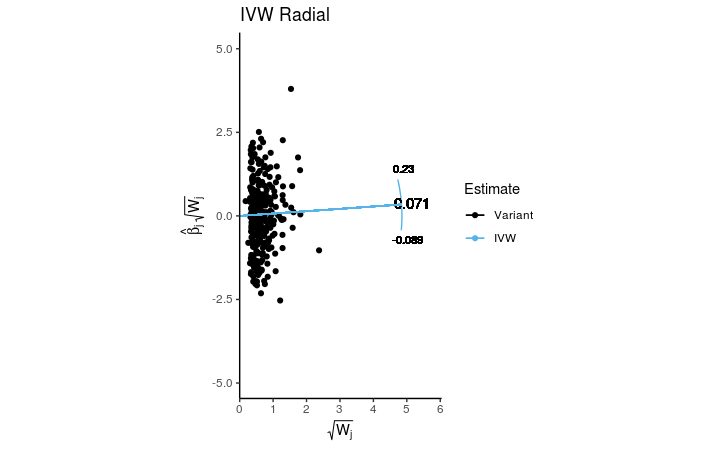 IVW Radial
5.0
2.5
0.0
-2.5
-5.0
β̂j√Wj
0.23
0.071
-0.089
0 1 2 3 4 5 6
√Wj
Estimate
Variant
IVW